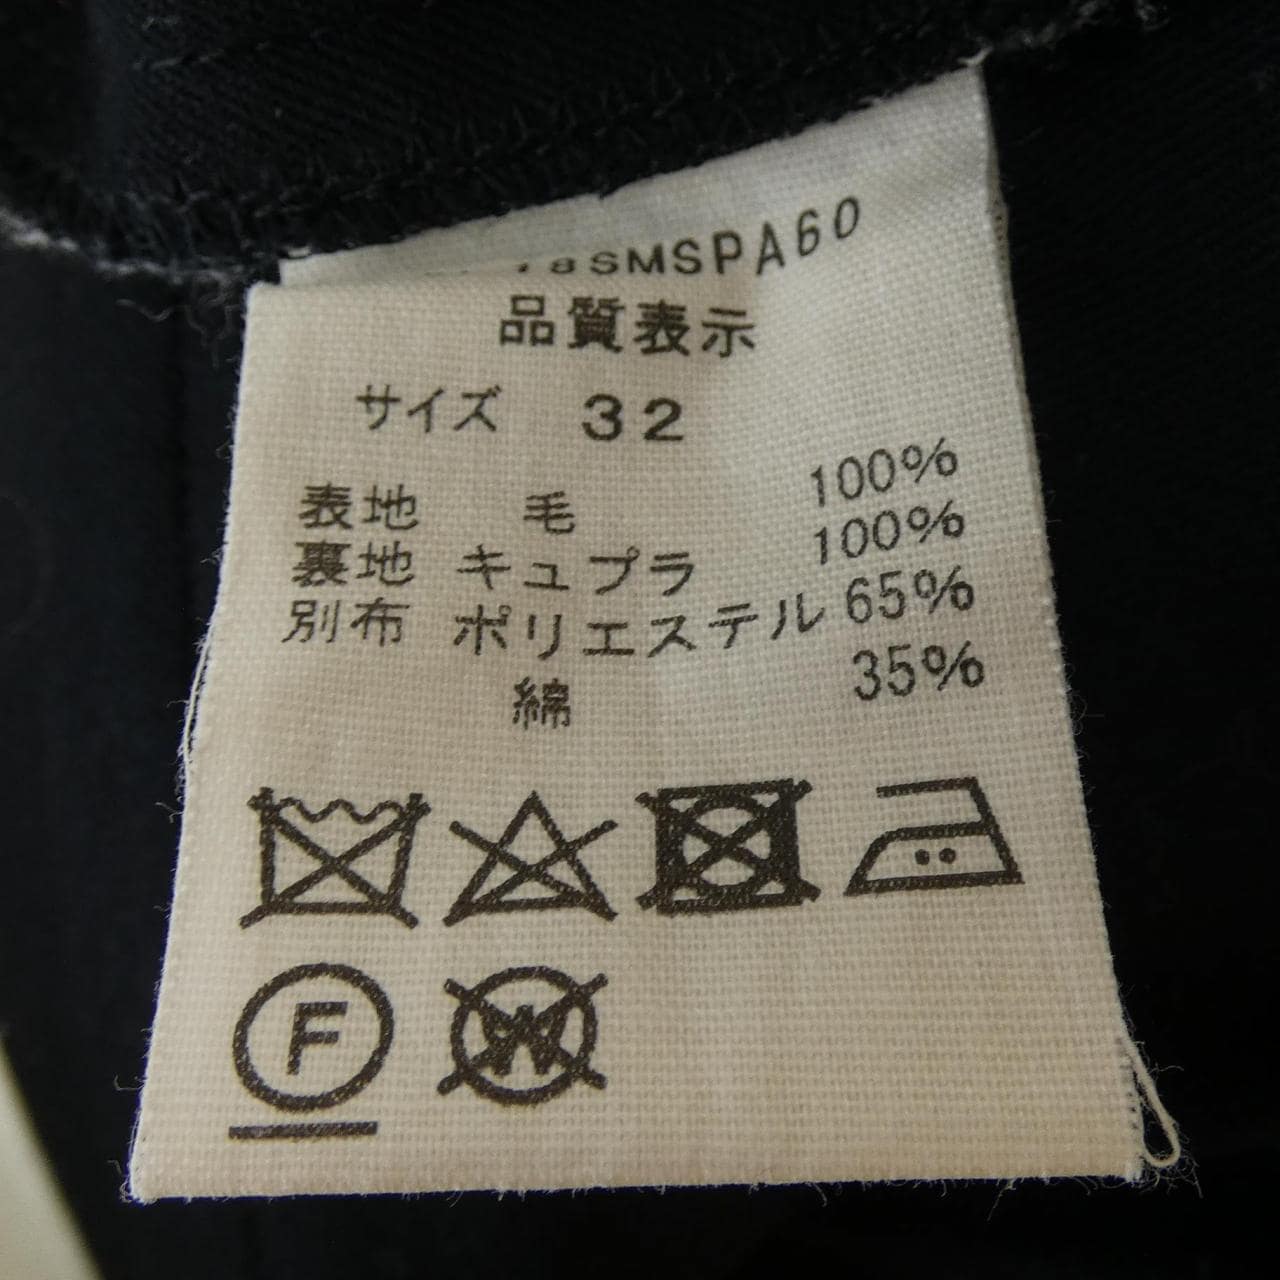 8SMSPA60
品質表示
サイズ 32
表地 毛 100%
裏地 キュプラ 100%
別布 ポリエステル 65%
綿 35%
F W